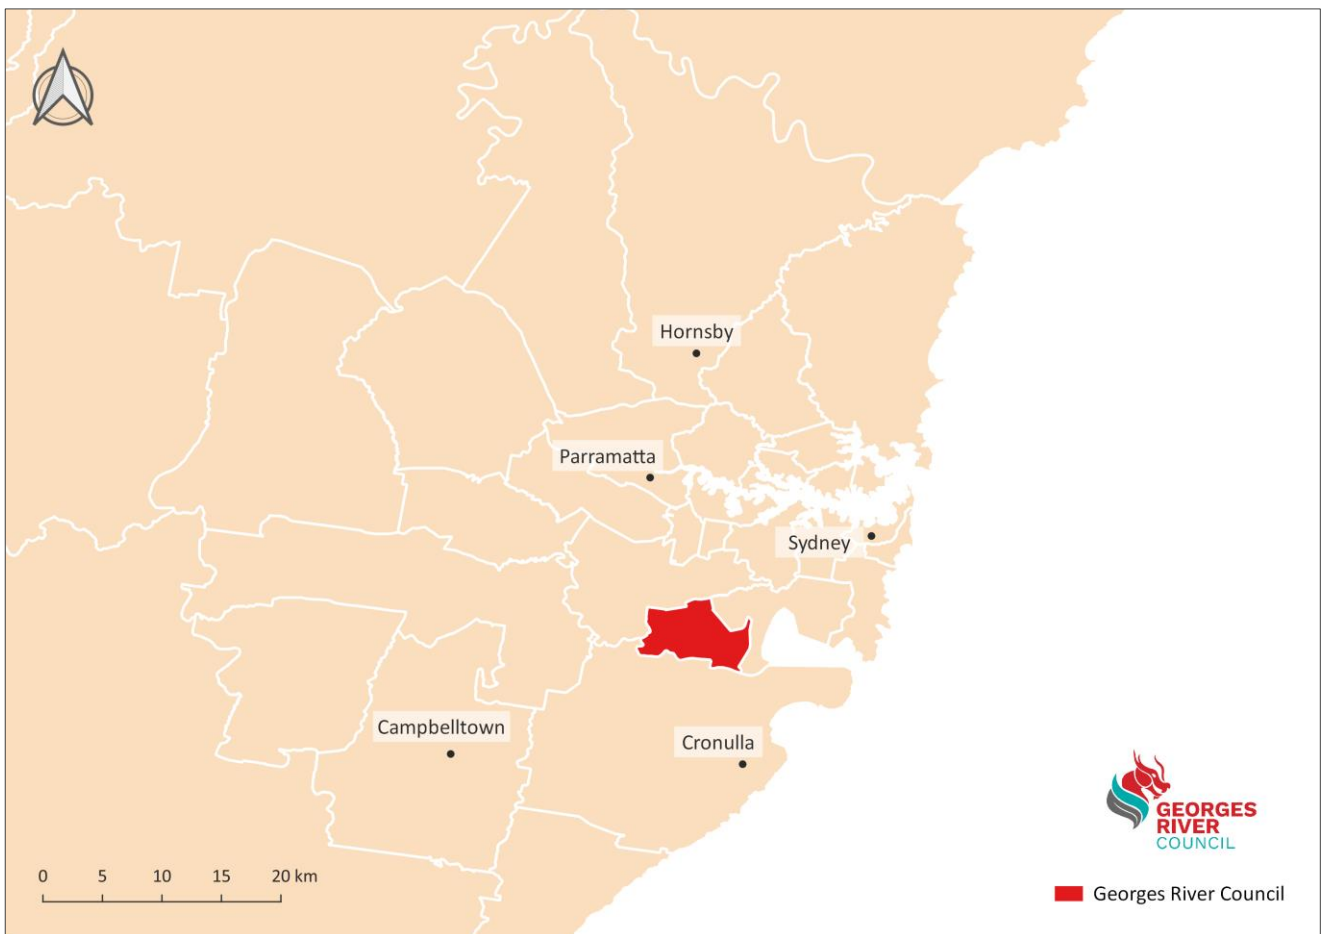 Hornsby
Parramatta
Sydney
Campbelltown
Cronulla
0 5 10 15 20 km
GEORGES
RIVER
COUNCIL
Georges River Council